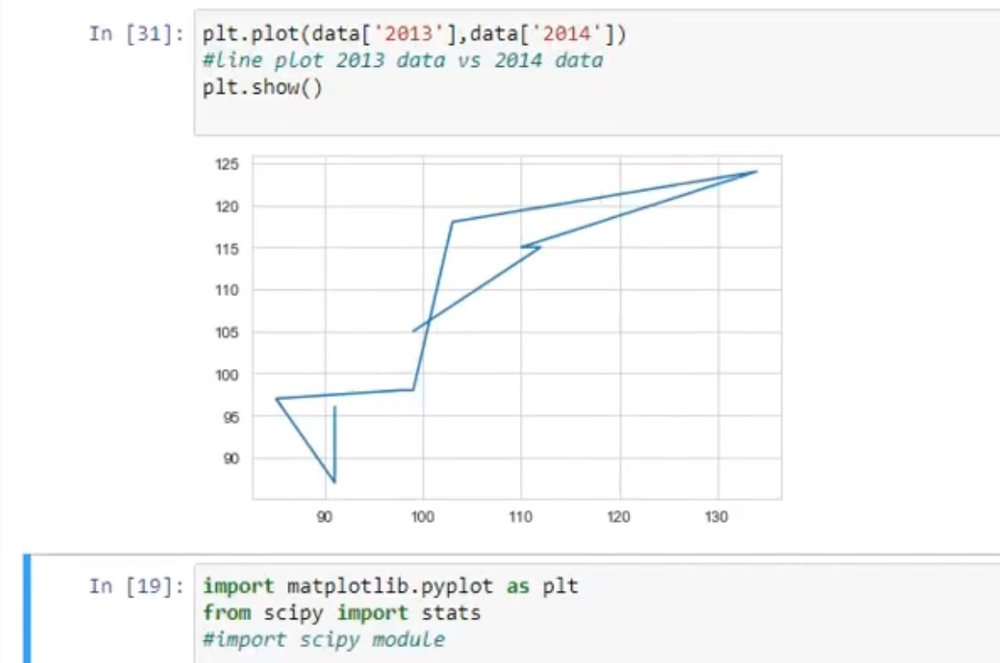 In [31]: plt.plot(data['2013'],data['2014'])
#line plot 2013 data vs 2014 data
plt.show()
125
120
115
110
105
100
95
90
90 100 110 120 130
In [19]: import matplotlib.pyplot as plt
from scipy import stats
#import scipy module